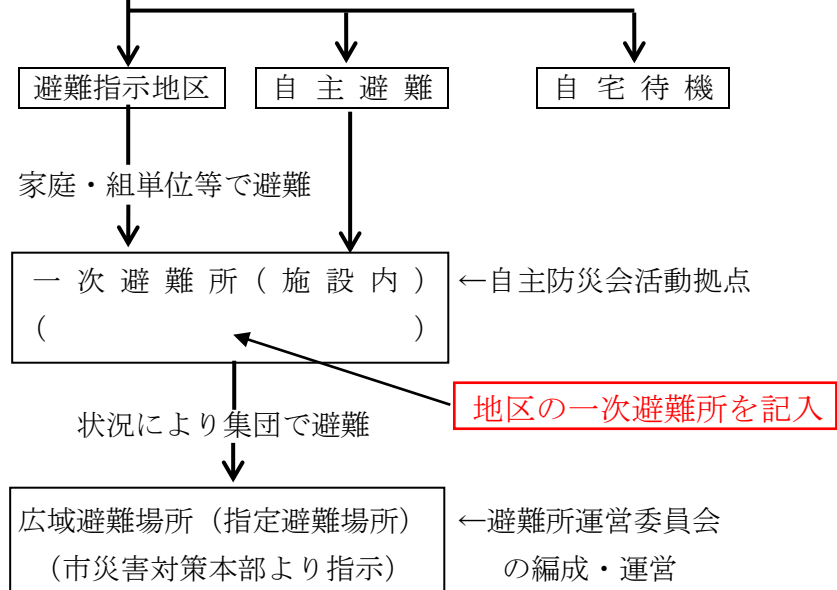 避難指示地区
自主避難
自宅待機
家庭・組単位等で避難
一次避難所(施設内)
←自主防災会活動拠点
(　　　　　　　　)
地区の一次避難所を記入
状況により集団で避難
広域避難場所(指定避難場所)
←避難所運営委員会
(市災害対策本部より指示)
の編成・運営